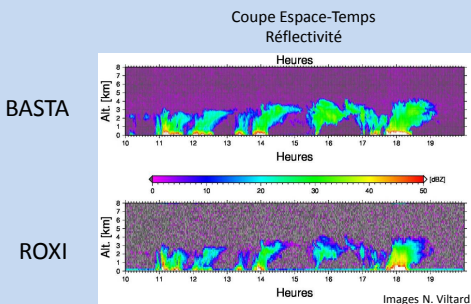 Coupe Espace-Temps
Réflectivité
BASTA
Heures
Alt. [km]
8
7
6
5
4
3
2
1
0
10 11 12 13 14 15 16 17 18 19
Heures
[dBZ]
0 10 20 30 40 50
ROXI
Alt. [km]
8
7
6
5
4
3
2
1
0
10 11 12 13 14 15 16 17 18 19
Heures
Images N. Viltard